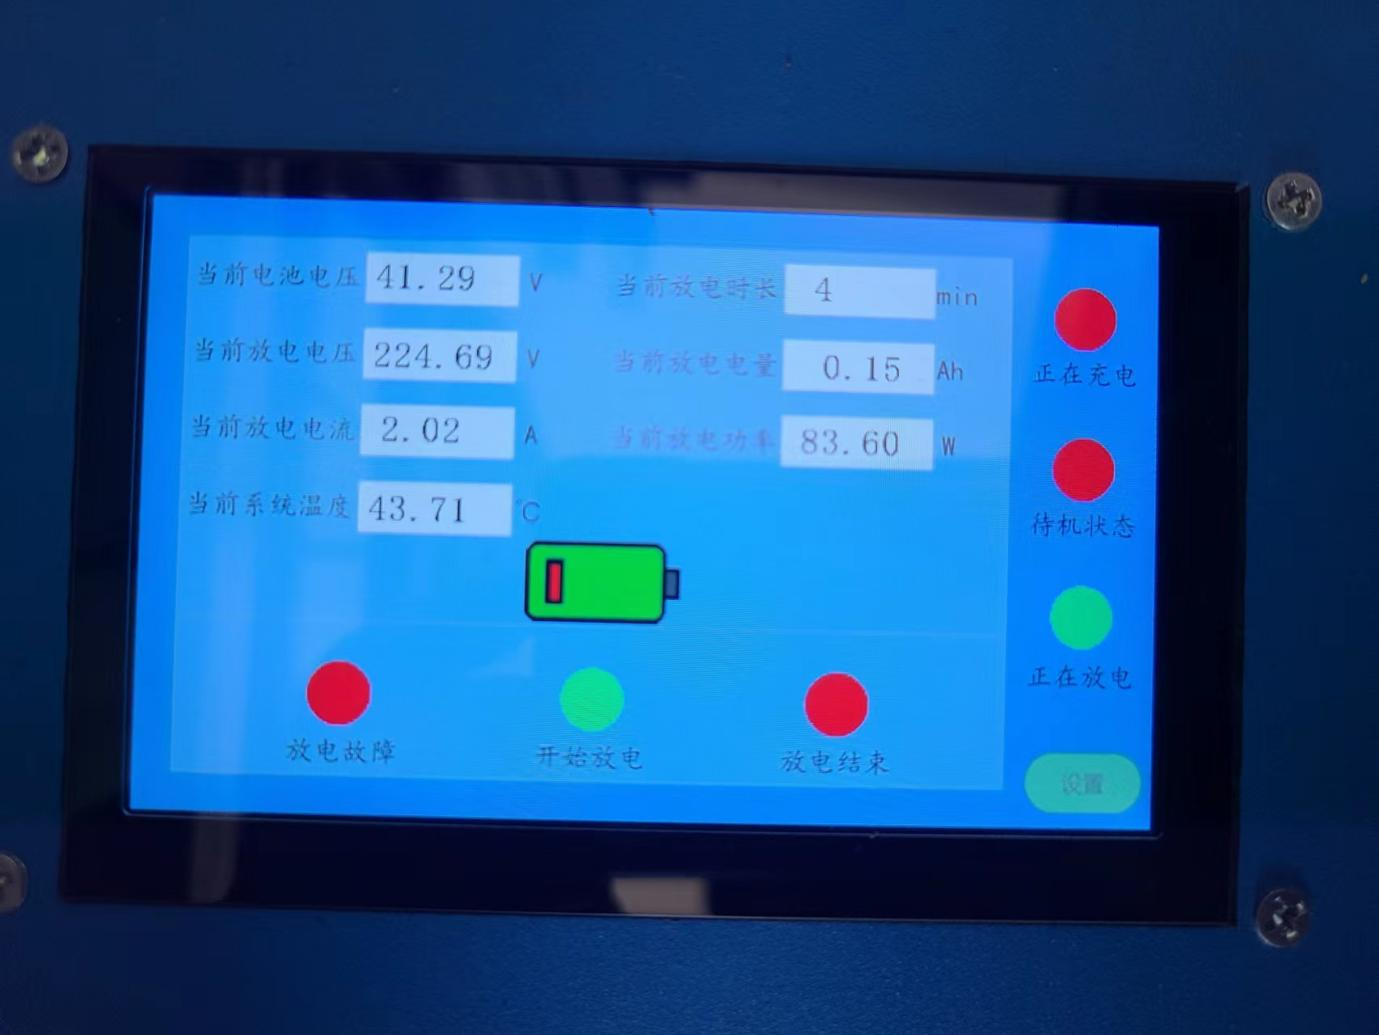 当前电池电压 41.29 V
当前放电时长 4 min
当前放电电压 224.69 V
当前放电电量 0.15 Ah
当前放电电流 2.02 A
当前放电功率 83.60 W
当前系统温度 43.71 ℃
正在充电
待机状态
正在放电
放电故障
开始放电
放电结束
设置